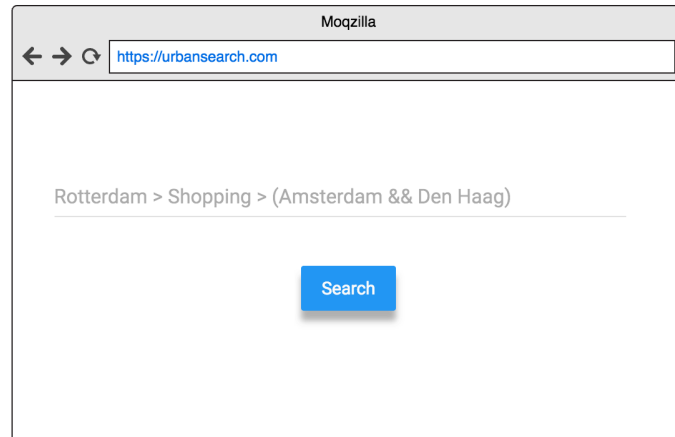 Moqzilla
https://urbansearch.com
Rotterdam > Shopping > (Amsterdam && Den Haag)
Search